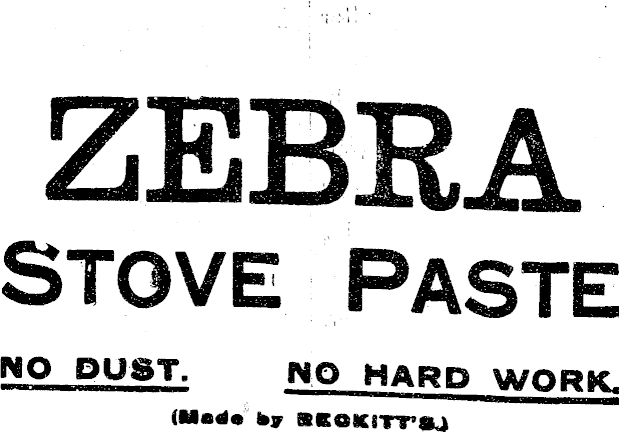 ZEBRA
STOVE PASTE
NO DUST. NO HARD WORK.
(Made by RECKITT'S.)